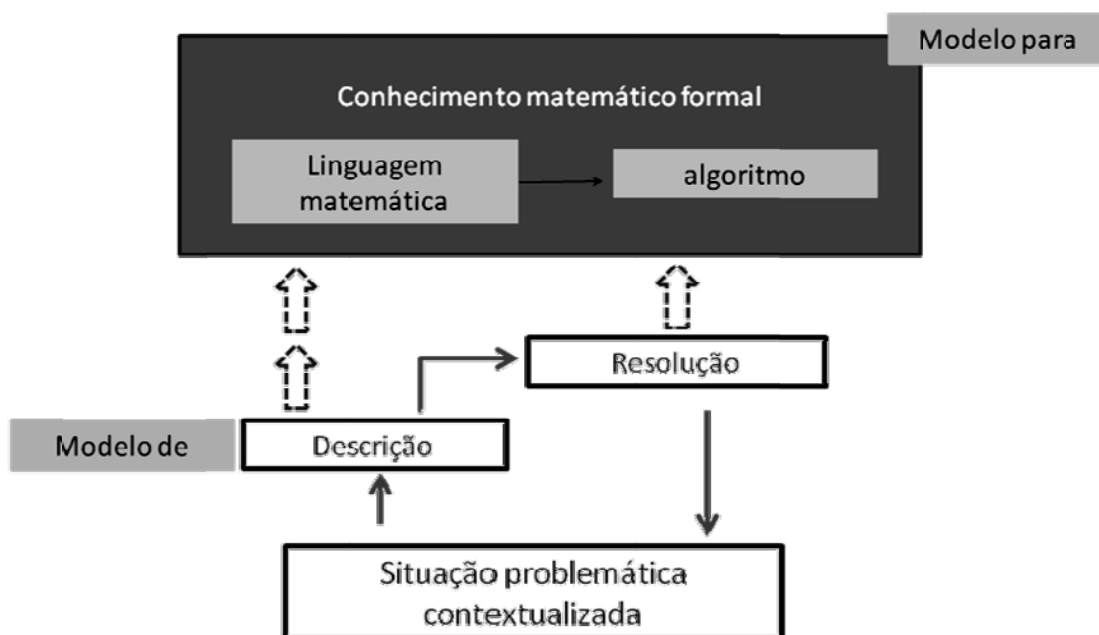 Modelo para
Conhecimento matemático formal
Linguagem
matemática
algoritmo
Resolução
Modelo de
Descrição
Situação problemática
contextualizada